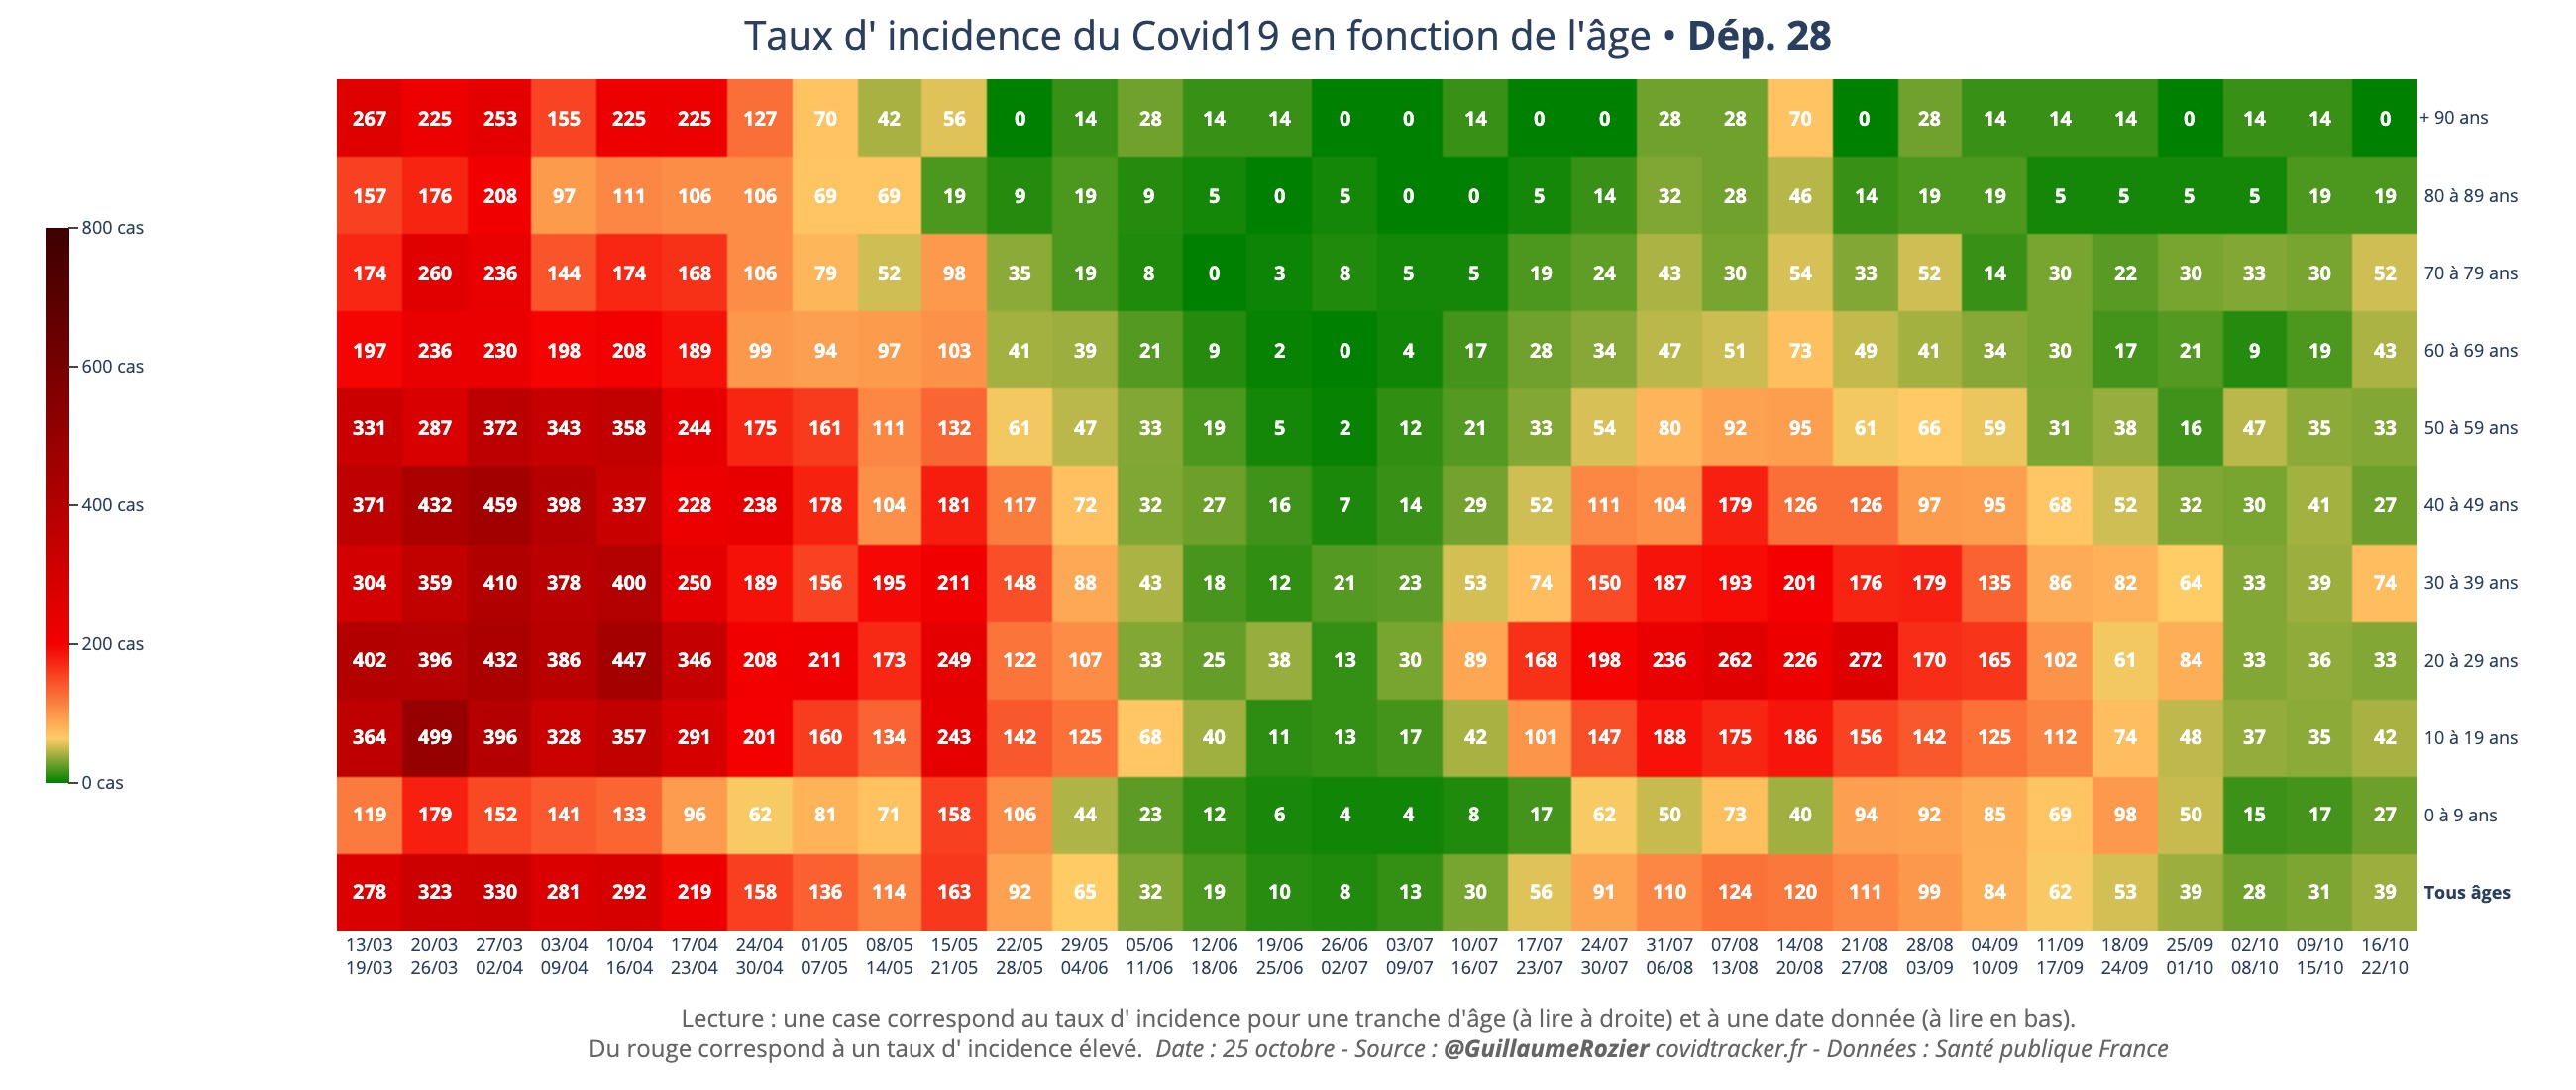 Taux d' incidence du Covid19 en fonction de l'âge • Dép. 28
800 cas
600 cas
400 cas
200 cas
0 cas
267 225 253 155 225 225 127 70 42 56 0 14 28 14 14 0 0 14 0 0 28 28 70 0 28 14 14 14 0 14 14 0 + 90 ans
157 176 208 97 111 106 106 69 69 19 9 19 9 5 0 5 0 0 5 14 32 28 46 14 19 19 5 5 5 5 19 19 80 à 89 ans
174 260 236 144 174 168 106 79 52 98 35 19 8 0 3 8 5 5 19 24 43 30 54 33 52 14 30 22 30 33 30 52 70 à 79 ans
197 236 230 198 208 189 99 94 97 103 41 39 21 9 2 0 4 17 28 34 47 51 73 49 41 34 30 17 21 9 19 43 60 à 69 ans
331 287 372 343 358 244 175 161 111 132 61 47 33 19 5 2 12 21 33 54 80 92 95 61 66 59 31 38 16 47 35 33 50 à 59 ans
371 432 459 398 337 228 238 178 104 181 117 72 32 27 16 7 14 29 52 111 104 179 126 126 97 95 68 52 32 30 41 27 40 à 49 ans
304 359 410 378 400 250 189 156 195 211 148 88 43 18 12 21 23 53 74 150 187 193 201 176 179 135 86 82 64 33 39 74 30 à 39 ans
402 396 432 386 447 346 208 211 173 249 122 107 33 25 38 13 30 89 168 198 236 262 226 272 170 165 102 61 84 33 36 33 20 à 29 ans
364 499 396 328 357 291 201 160 134 243 142 125 68 40 11 13 17 42 101 147 188 175 186 156 142 125 112 74 48 37 35 42 10 à 19 ans
119 179 152 141 133 96 62 81 71 158 106 44 23 12 6 4 4 8 17 62 50 73 40 94 92 85 69 98 50 15 17 27 0 à 9 ans
278 323 330 281 292 219 158 136 114 163 92 65 32 19 10 8 13 30 56 91 110 124 120 111 99 84 62 53 39 28 31 39 Tous âges
13/03 20/03 27/03 03/04 10/04 17/04 24/04 01/05 08/05 15/05 22/05 29/05 05/06 12/06 19/06 26/06 03/07 10/07 17/07 24/07 31/07 07/08 14/08 21/08 28/08 04/09 11/09 18/09 25/09 02/10 09/10 16/10
19/03 26/03 02/04 09/04 16/04 23/04 30/04 07/05 14/05 21/05 28/05 04/06 11/06 18/06 25/06 02/07 09/07 16/07 23/07 30/07 06/08 13/08 20/08 27/08 03/09 10/09 17/09 24/09 01/10 08/10 15/10 22/10
Lecture : une case correspond au taux d' incidence pour une tranche d'âge (à lire à droite) et à une date donnée (à lire en bas).
Du rouge correspond à un taux d' incidence élevé. Date : 25 octobre - Source : @GuillaumeRozier covidtracker.fr - Données : Santé publique France